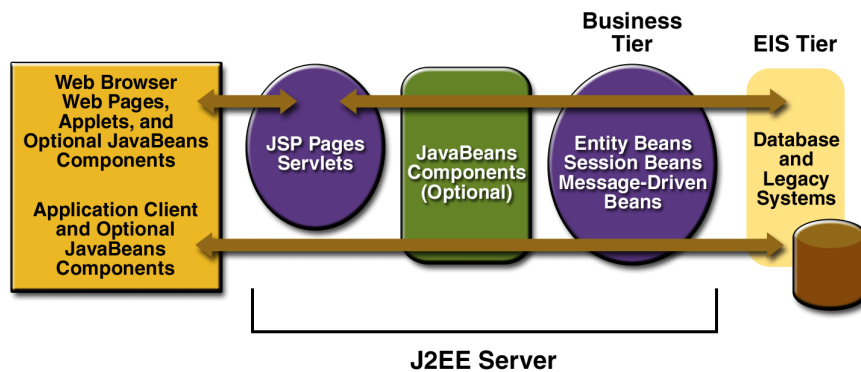 Business
Tier
EIS Tier
Web Browser
Web Pages,
Applets, and
Optional JavaBeans
Components
Application Client
and Optional
JavaBeans
Components
JSP Pages
Servlets
JavaBeans
Components
(Optional)
Entity Beans
Session Beans
Message-Driven
Beans
Database
and
Legacy
Systems
J2EE Server